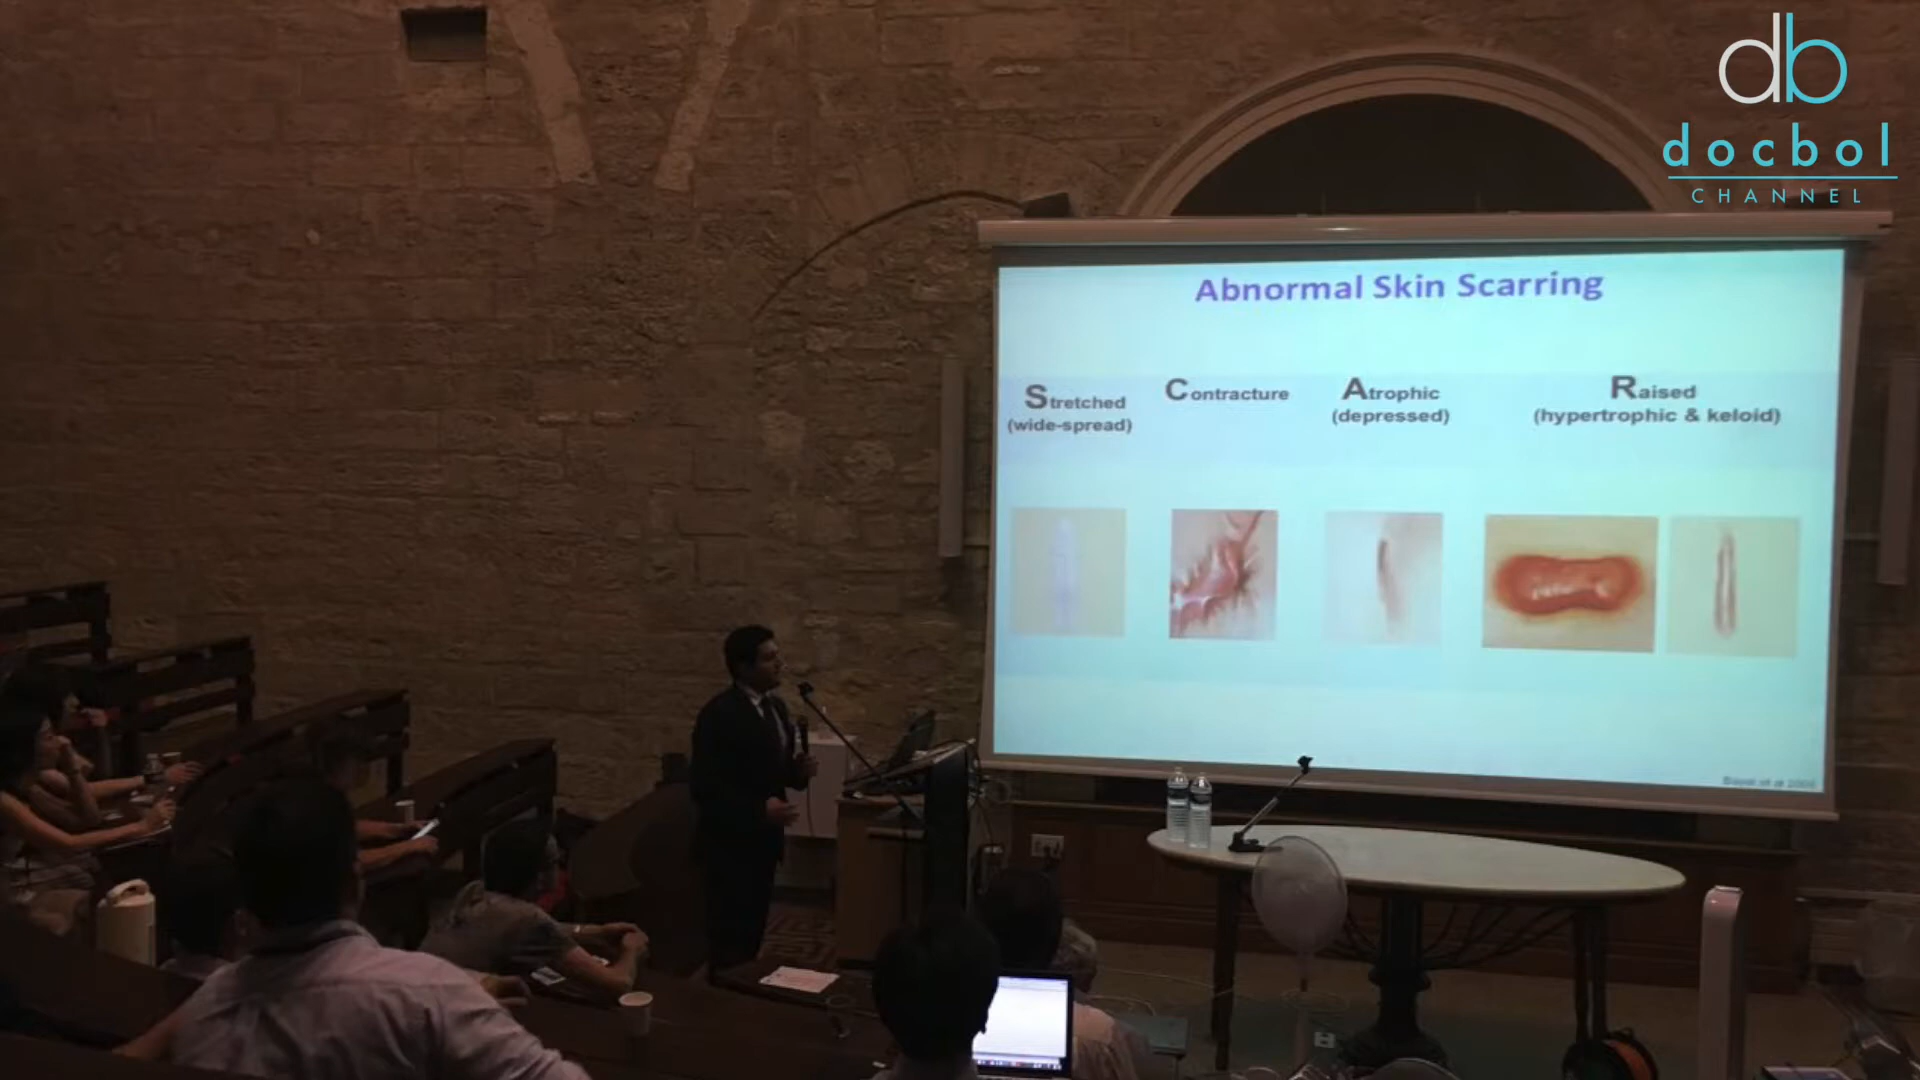 db
docbol
CHANNEL
Abnormal Skin Scarring
Stretched
(wide-spread)
Contracture
Atrophic
(depressed)
Raised
(hypertrophic & keloid)